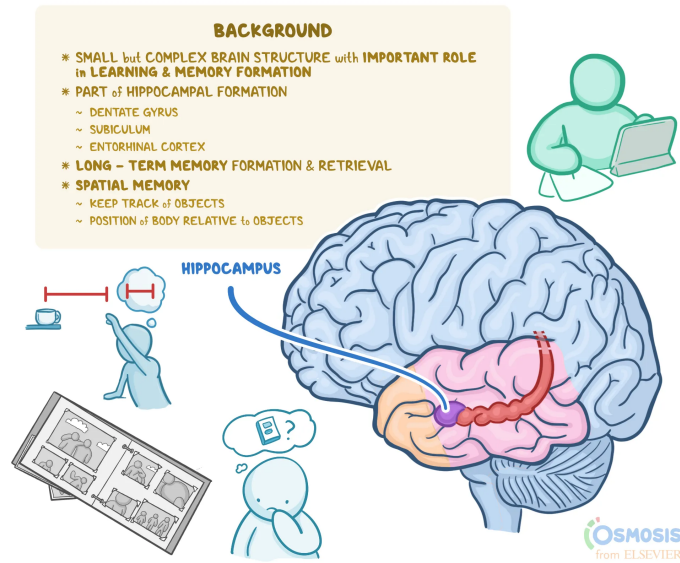 BACKGROUND
* SMALL but COMPLEX BRAIN STRUCTURE with IMPORTANT ROLE
in LEARNING & MEMORY FORMATION
* PART of HIPPOCAMPAL FORMATION
~ DENTATE GYRUS
~ SUBICULUM
~ ENTORHINAL CORTEX
* LONG - TERM MEMORY FORMATION & RETRIEVAL
* SPATIAL MEMORY
~ KEEP TRACK of OBJECTS
~ POSITION of BODY RELATIVE to OBJECTS
HIPPOCAMPUS
?
OSMOSIS
from ELSEVIER